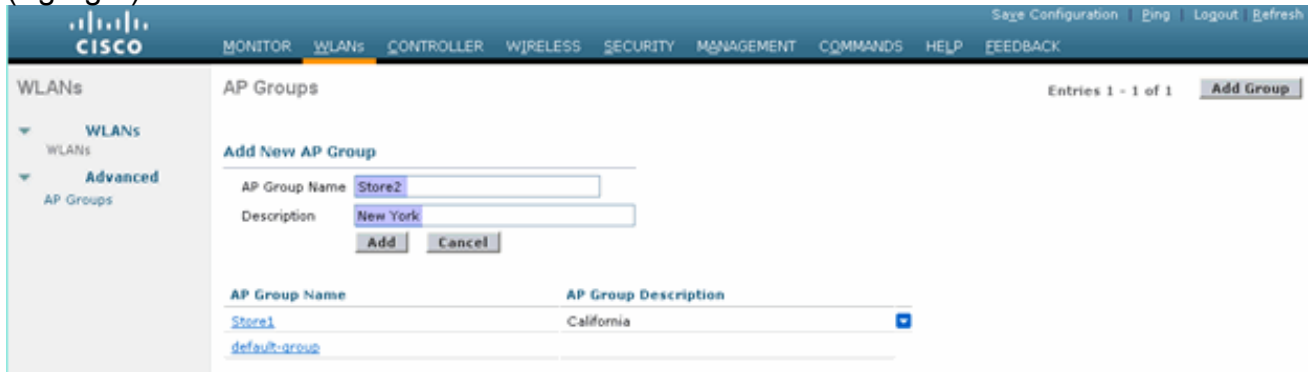 Save Configuration | Ping | Logout | Refresh
CISCO
MONITOR WLANs CONTROLLER WIRELESS SECURITY MANAGEMENT COMMANDS HELP FEEDBACK
WLANs
WLANs
WLANs
Advanced
AP Groups
AP Groups
Entries 1 - 1 of 1
Add Group
Add New AP Group
AP Group Name Store2
Description New York
Add Cancel
AP Group Name AP Group Description
Store1 California
default-group